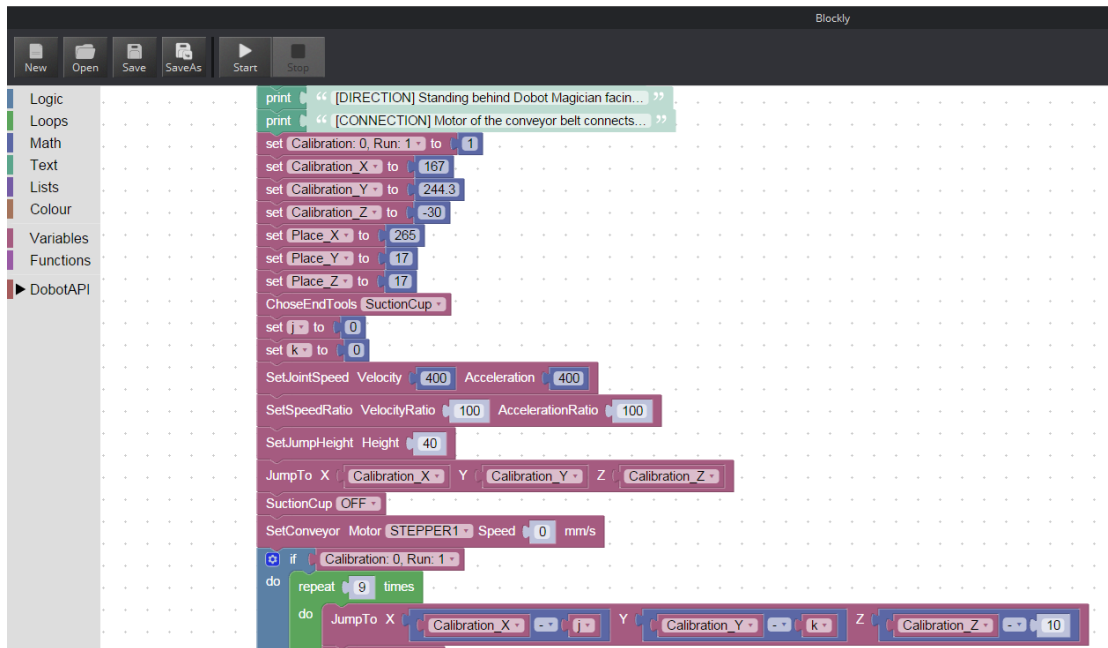 Blockly
New Open Save SaveAs Start Stop
Logic
Loops
Math
Text
Lists
Colour
Variables
Functions
DobotAPI
print “ [DIRECTION] Standing behind Dobot Magician facin... ”
print “ [CONNECTION] Motor of the conveyor belt connects... ”
set Calibration: 0, Run: 1 to 1
set Calibration_X to 167
set Calibration_Y to 244.3
set Calibration_Z to -30
set Place_X to 265
set Place_Y to 17
set Place_Z to 17
ChoseEndTools SuctionCup
set j to 0
set k to 0
SetJointSpeed Velocity 400 Acceleration 400
SetSpeedRatio VelocityRatio 100 AccelerationRatio 100
SetJumpHeight Height 40
JumpTo X Calibration_X Y Calibration_Y Z Calibration_Z
SuctionCup OFF
SetConveyor Motor STEPPER1 Speed 0 mm/s
if Calibration: 0, Run: 1
do repeat 9 times
do JumpTo X Calibration_X - j Y Calibration_Y - k Z Calibration_Z - 10